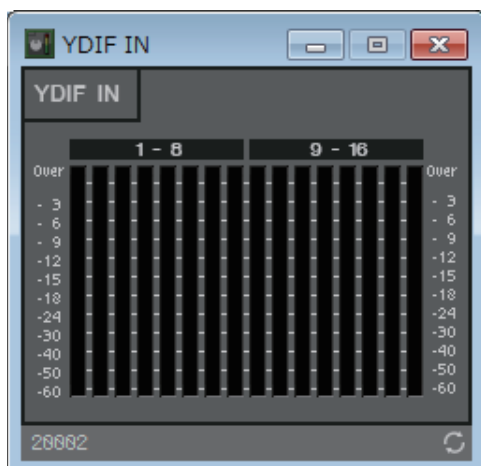 YDIF IN
YDIF IN
1 - 8 9 - 16
Over Over
- 3 - 3
- 6 - 6
- 9 - 9
-12 -12
-15 -15
-18 -18
-24 -24
-30 -30
-40 -40
-50 -50
-60 -60
20002